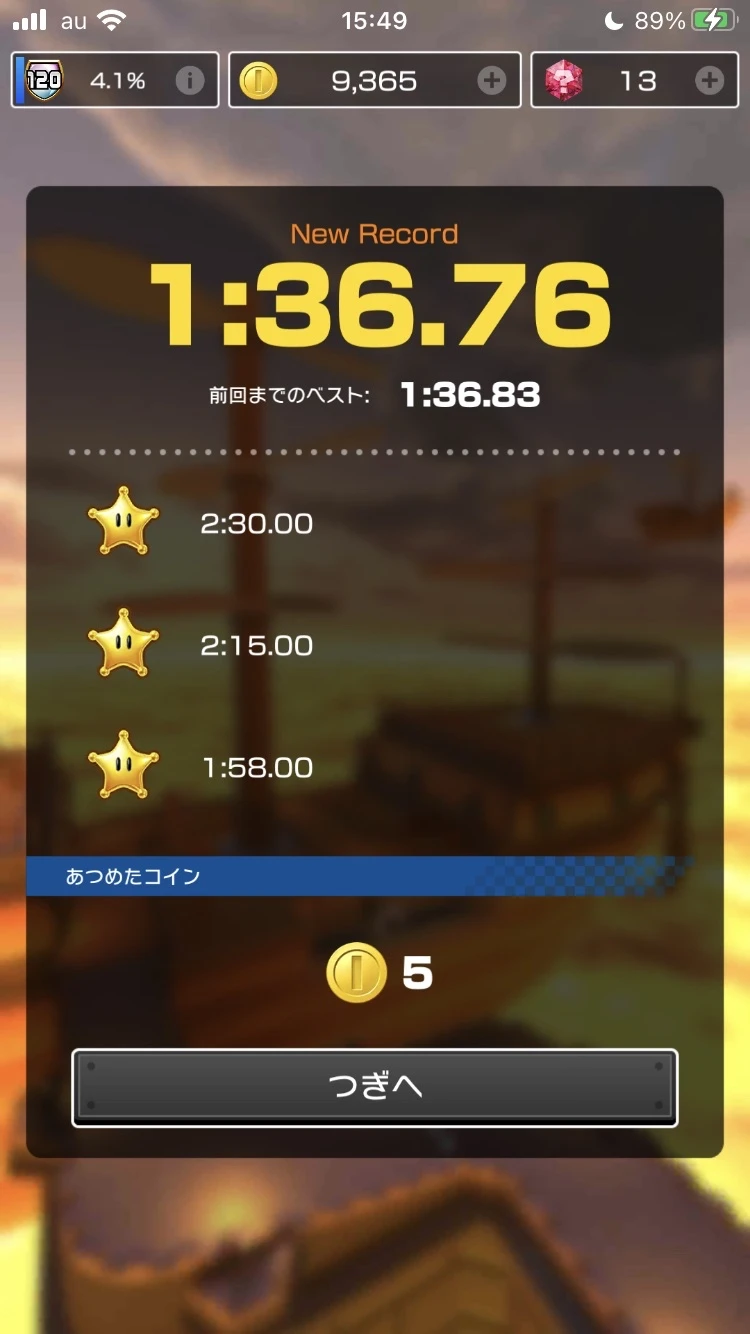 au 15:49 89%
120 4.1% i 9,365 + ? 13 +
New Record
1:36.76
前回までのベスト: 1:36.83
2:30.00
2:15.00
1:58.00
あつめたコイン
5
つぎへ